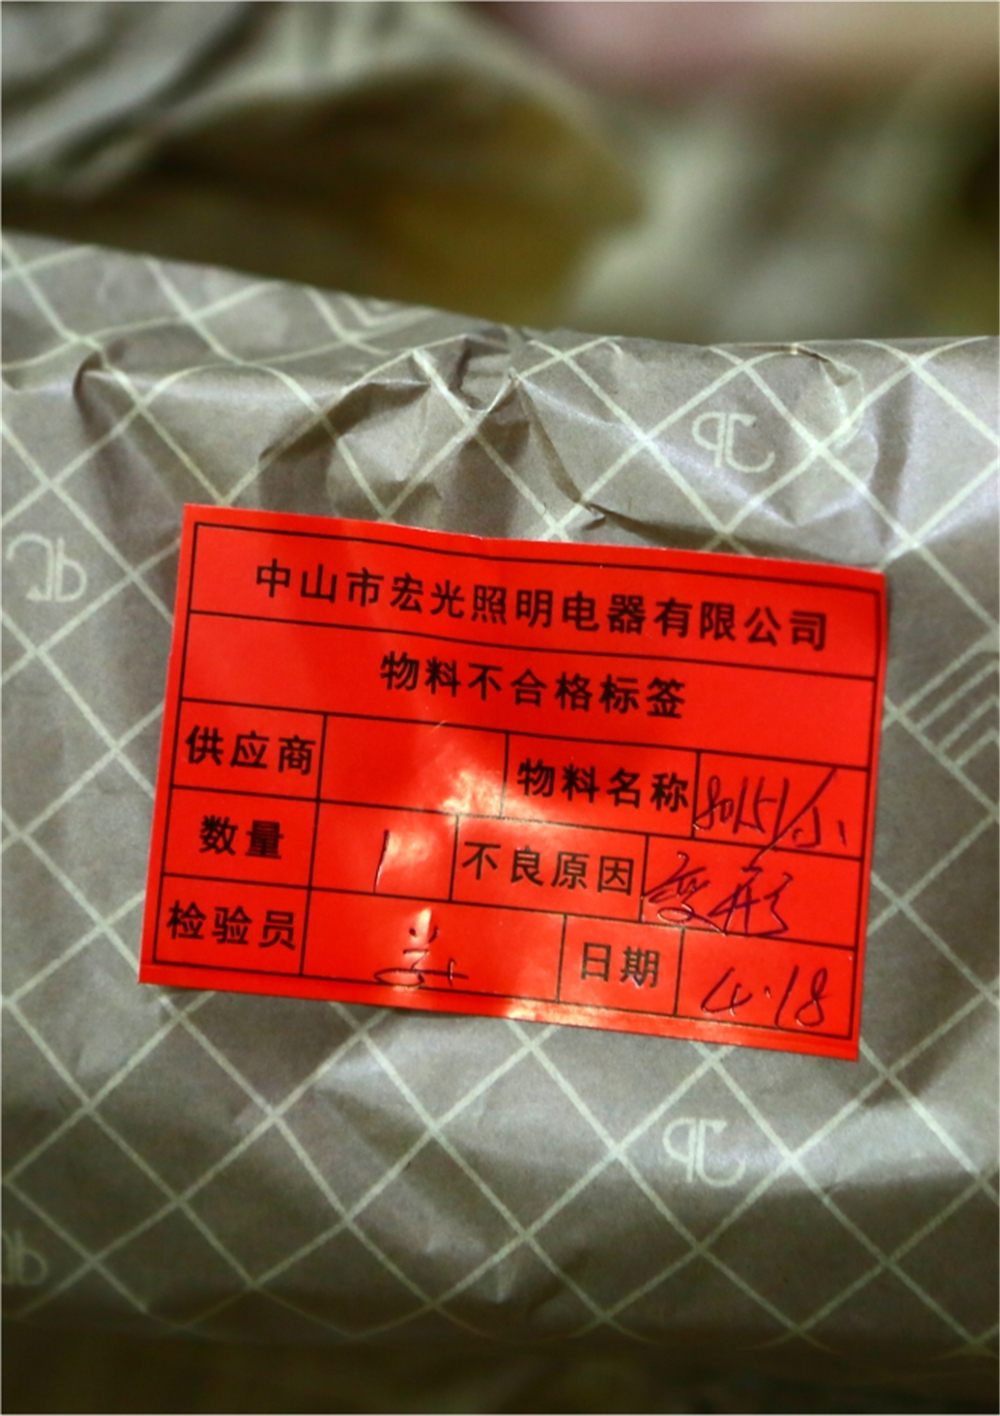 中山市宏光照明电器有限公司
物料不合格标签
供应商 物料名称 80151/小
数量 1 不良原因 变形
检验员 日期 4.18